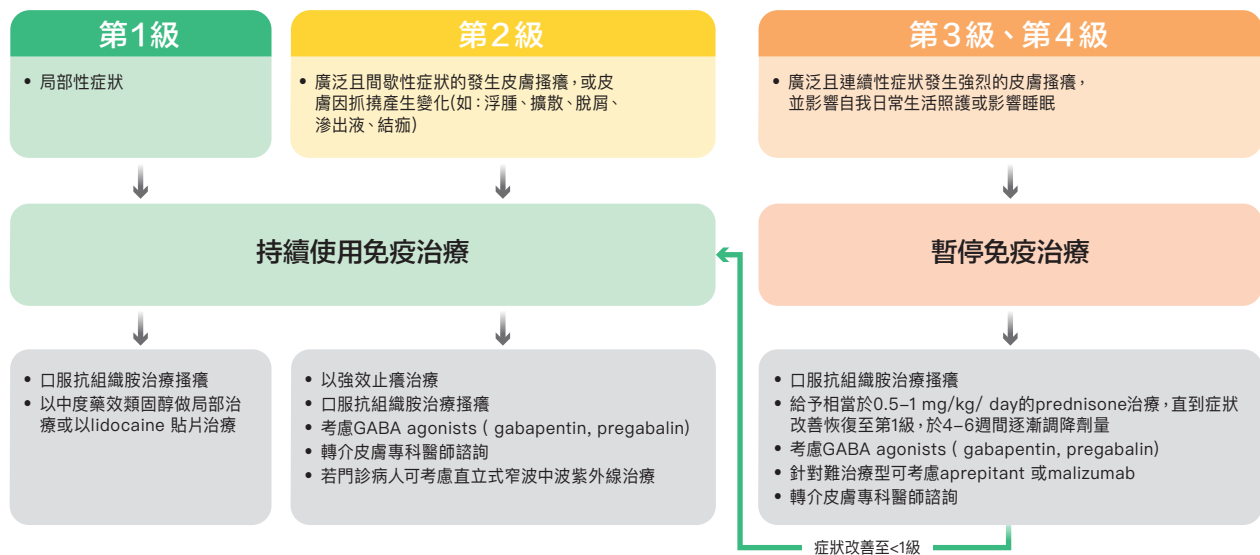 第1級
• 局部性症狀
第2級
• 廣泛且間歇性症狀的發生皮膚搔癢,或皮
膚因抓撓產生變化(如:浮腫、擴散、脫屑、
滲出液、結痂)
第3級、第4級
• 廣泛且連續性症狀發生強烈的皮膚搔癢,
並影響自我日常生活照護或影響睡眠
持續使用免疫治療
暫停免疫治療
• 口服抗組織胺治療搔癢
• 以中度藥效類固醇做局部治
療或以lidocaine 貼片治療
• 以強效止癢治療
• 口服抗組織胺治療搔癢
• 考慮GABA agonists ( gabapentin, pregabalin)
• 轉介皮膚專科醫師諮詢
• 若門診病人可考慮直立式窄波中波紫外線治療
• 口服抗組織胺治療搔癢
• 給予相當於0.5–1 mg/kg/ day的prednisone治療,直到症狀
改善恢復至第1級,於4–6週間逐漸調降劑量
• 考慮GABA agonists ( gabapentin, pregabalin)
• 針對難治療型可考慮aprepitant 或malizumab
• 轉介皮膚專科醫師諮詢
症狀改善至<1級